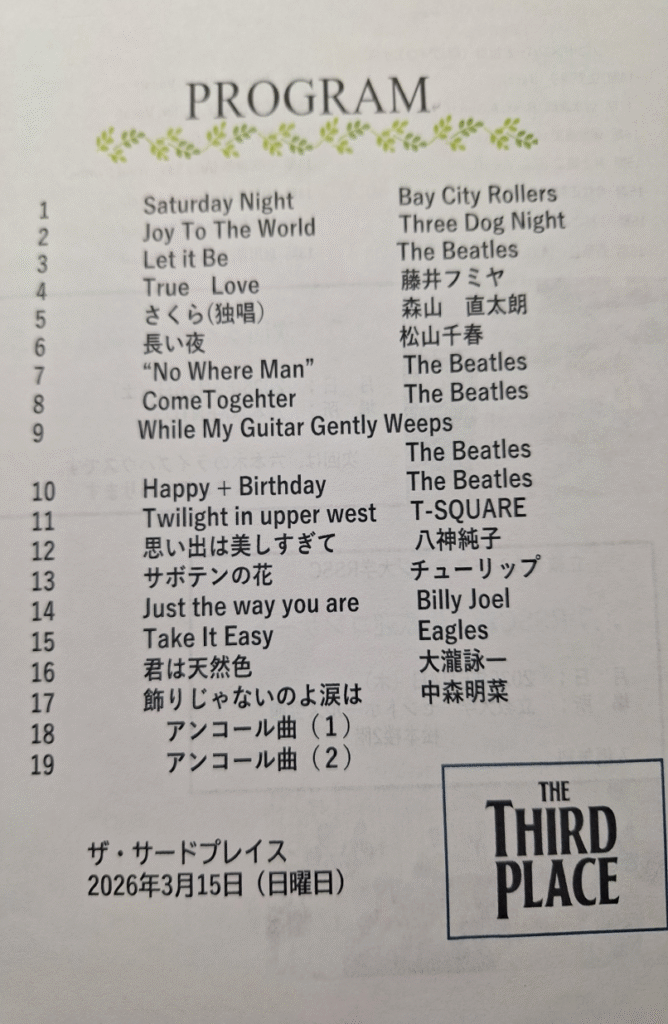 PROGRAM
1 Saturday Night Bay City Rollers
2 Joy To The World Three Dog Night
3 Let it Be The Beatles
4 True　Love 藤井フミヤ
5 さくら(独唱) 森山　直太朗
6 長い夜 松山千春
7 “No Where Man” The Beatles
8 ComeTogehter The Beatles
9 While My Guitar Gently Weeps
The Beatles
10 Happy + Birthday The Beatles
11 Twilight in upper west T-SQUARE
12 思い出は美しすぎて 八神純子
13 サボテンの花 チューリップ
14 Just the way you are Billy Joel
15 Take It Easy Eagles
16 君は天然色 大瀧詠一
17 飾りじゃないのよ涙は 中森明菜
18 アンコール曲（1）
19 アンコール曲（2）
ザ・サードプレイス
2026年3月15日（日曜日）
THE
THIRD
PLACE